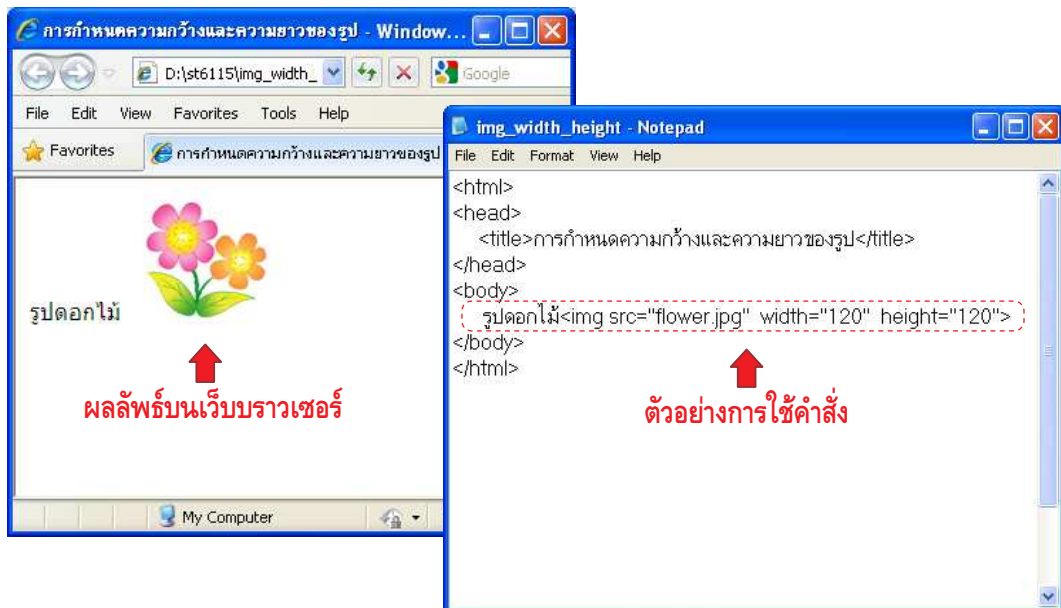 การกำหนดความกว้างและความยาวของรูป - Window...
D:\st6115\img_width_
Google
File Edit View Favorites Tools Help
Favorites
การกำหนดความกว้างและความยาวของรูป
รูปดอกไม้
ผลลัพธ์บนเว็บบราวเซอร์
My Computer
img_width_height - Notepad
File Edit Format View Help
<html>
<head>
<title>การกำหนดความกว้างและความยาวของรูป</title>
</head>
<body>
รูปดอกไม้<img src="flower.jpg" width="120" height="120">
</body>
</html>
ตัวอย่างการใช้คำสั่ง